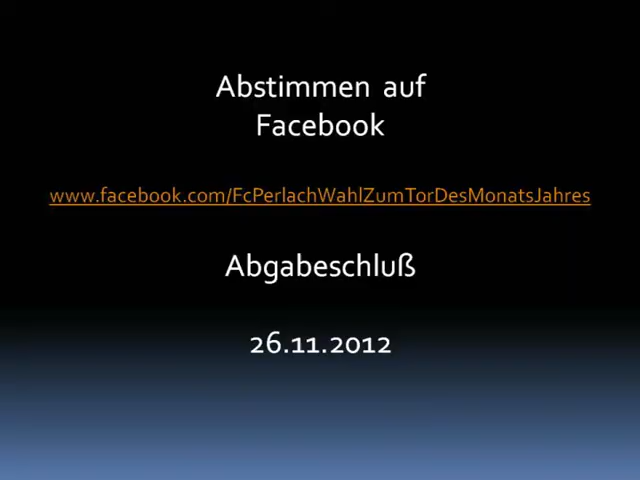 Abstimmen auf
Facebook
www.facebook.com/FcPerlachWahlZumTorDesMonatsJahres
Abgabeschluß
26.11.2012